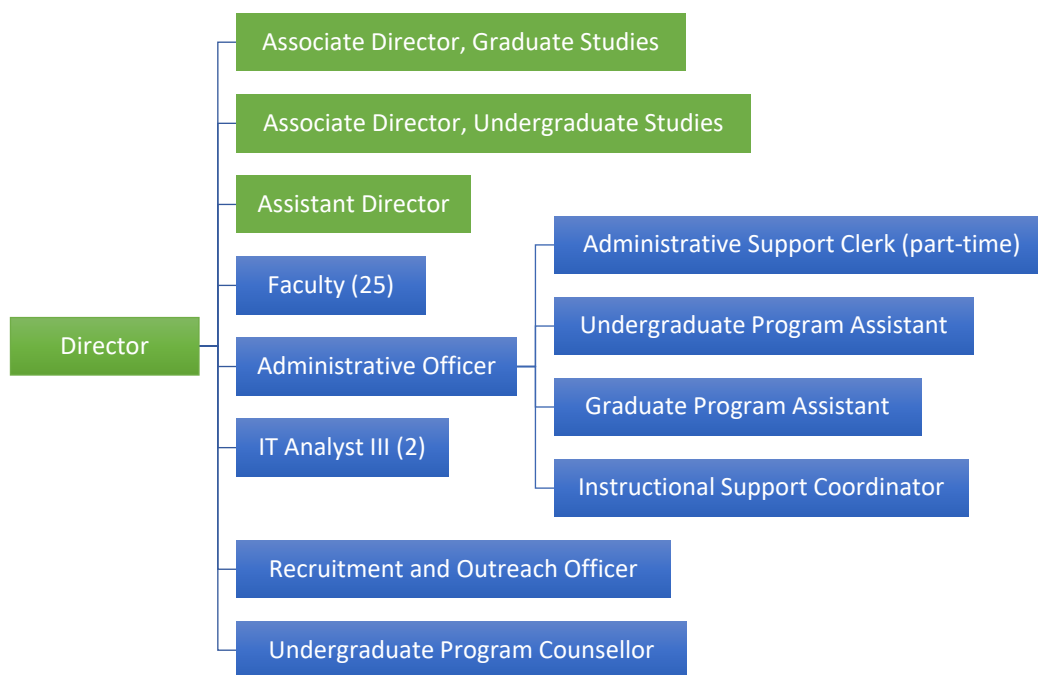 Director
Associate Director, Graduate Studies
Associate Director, Undergraduate Studies
Assistant Director
Faculty (25)
Administrative Officer
Administrative Support Clerk (part-time)
Undergraduate Program Assistant
Graduate Program Assistant
Instructional Support Coordinator
IT Analyst III (2)
Recruitment and Outreach Officer
Undergraduate Program Counsellor